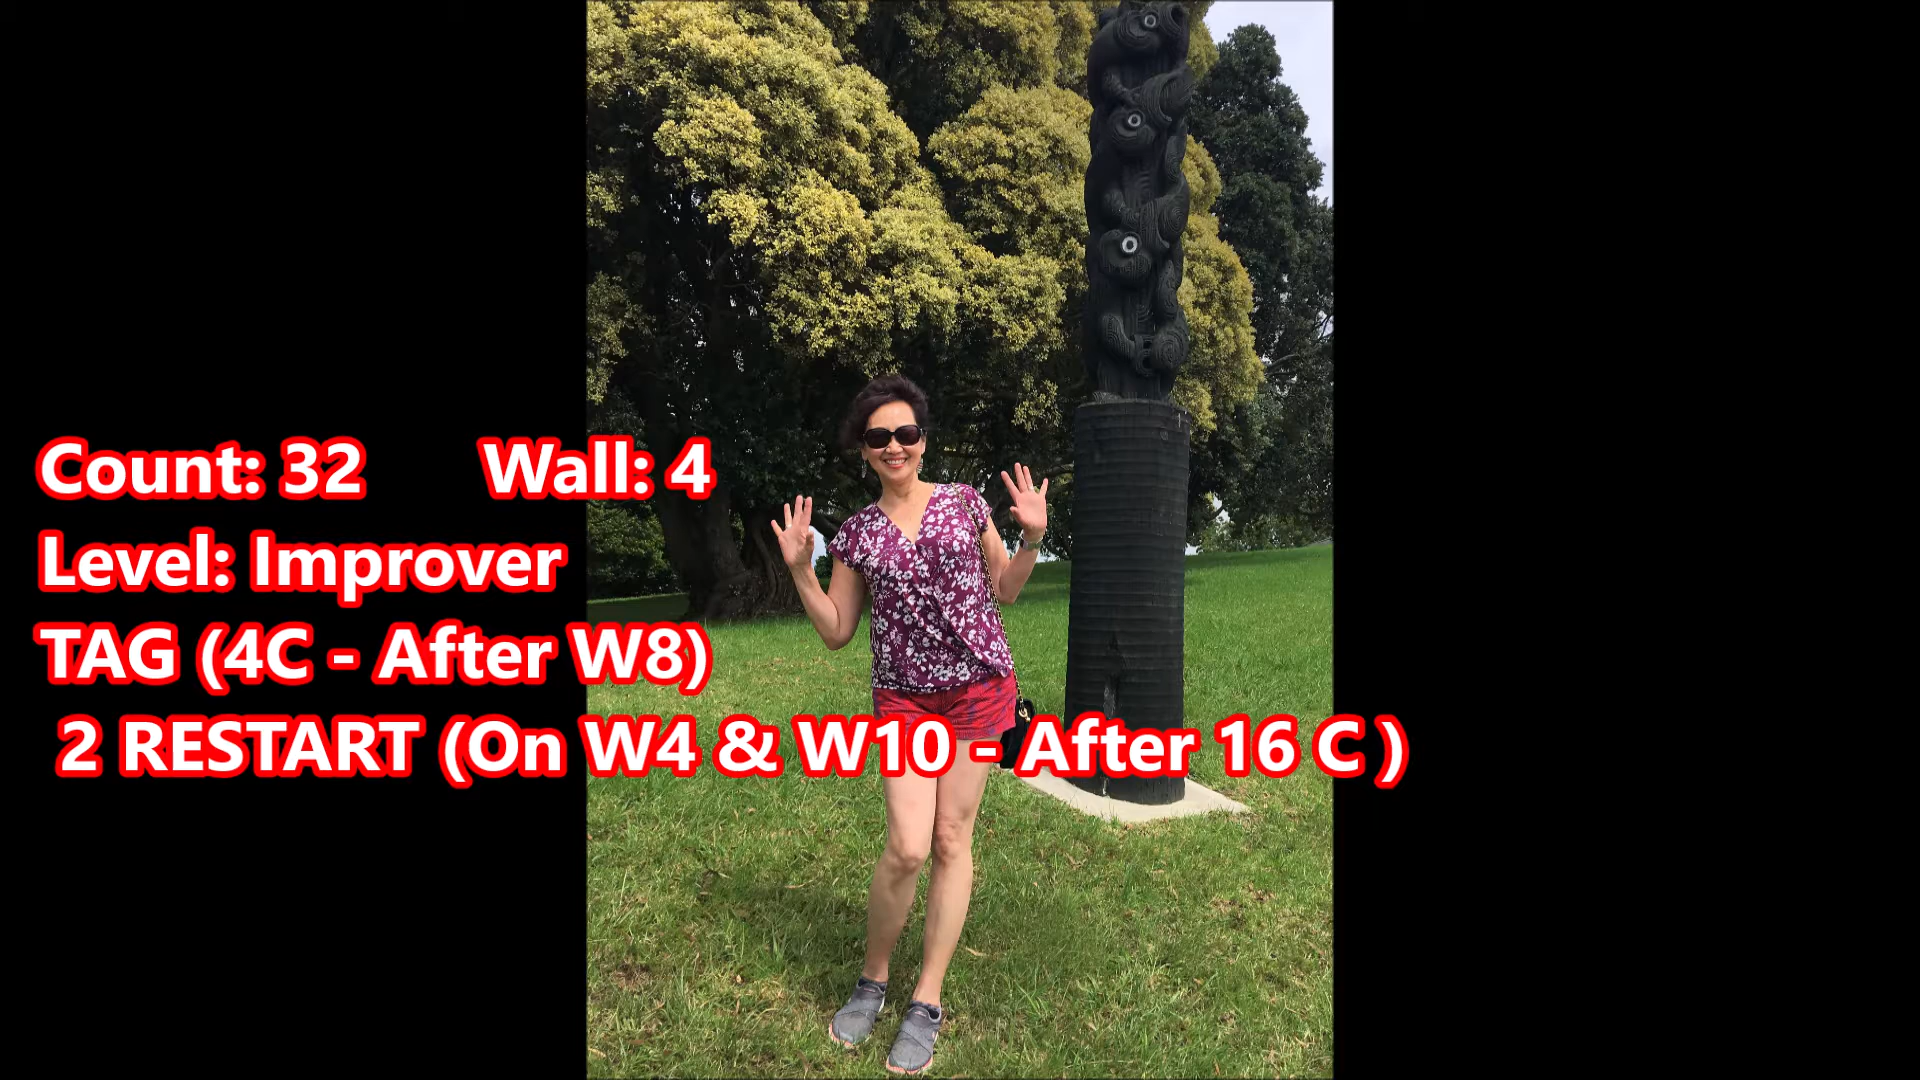 Count: 32 Wall: 4
Level: Improver
TAG (4C - After W8)
2 RESTART (On W4 & W10 - After 16 C )